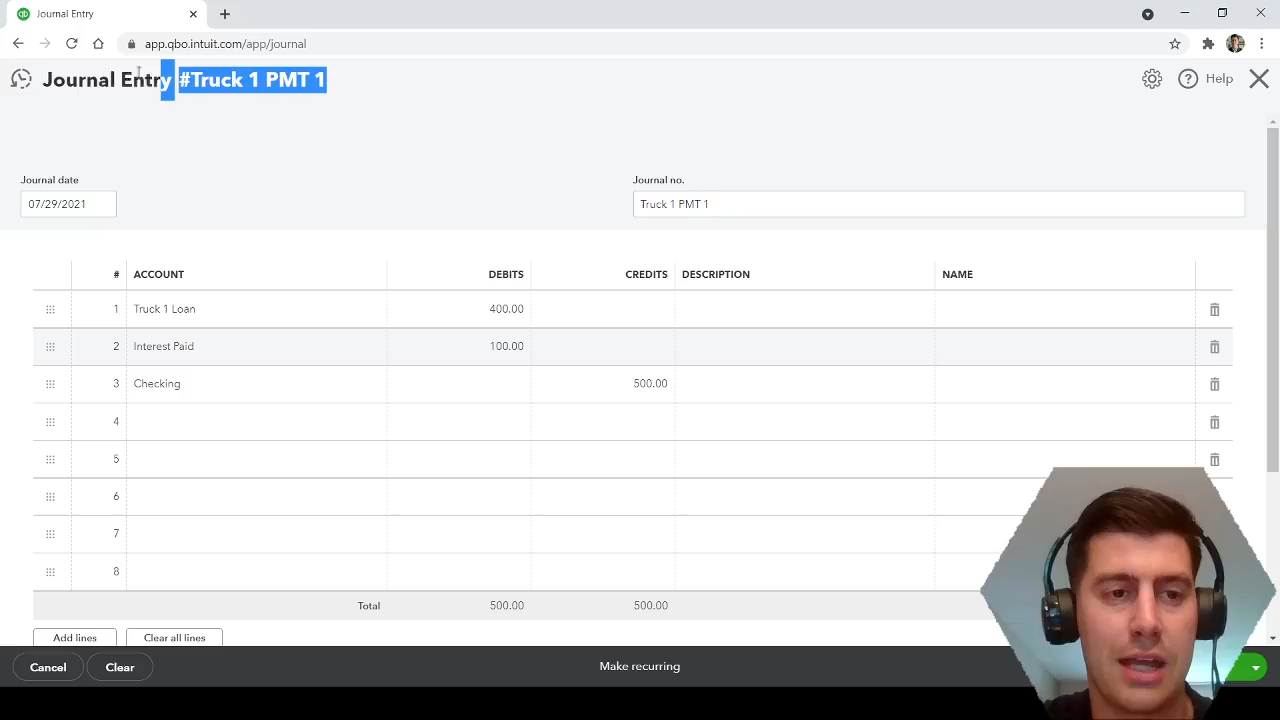 Journal Entry
app.qbo.intuit.com/app/journal
Journal Entry #Truck 1 PMT 1
Help
Journal date
Journal no.
07/29/2021
Truck 1 PMT 1
# ACCOUNT DEBITS CREDITS DESCRIPTION NAME
1 Truck 1 Loan 400.00
2 Interest Paid 100.00
3 Checking 500.00
4
5
6
7
8
Total 500.00 500.00
Add lines Clear all lines
Cancel Clear Make recurring